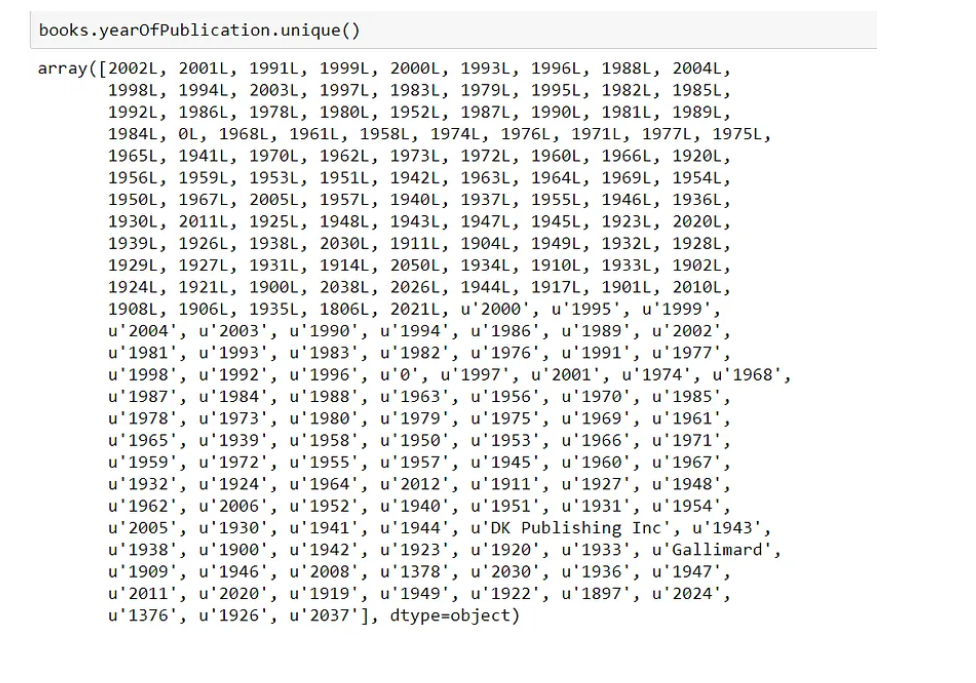 books.yearOfPublication.unique()
array([2002L, 2001L, 1991L, 1999L, 2000L, 1993L, 1996L, 1988L, 2004L,
1998L, 1994L, 2003L, 1997L, 1983L, 1979L, 1995L, 1982L, 1985L,
1992L, 1986L, 1978L, 1980L, 1952L, 1987L, 1990L, 1981L, 1989L,
1984L, 0L, 1968L, 1961L, 1958L, 1974L, 1976L, 1971L, 1977L, 1975L,
1965L, 1941L, 1970L, 1962L, 1973L, 1972L, 1960L, 1966L, 1920L,
1956L, 1959L, 1953L, 1951L, 1942L, 1963L, 1964L, 1969L, 1954L,
1950L, 1967L, 2005L, 1957L, 1940L, 1937L, 1955L, 1946L, 1936L,
1930L, 2011L, 1925L, 1948L, 1943L, 1947L, 1945L, 1923L, 2020L,
1939L, 1926L, 1938L, 2030L, 1911L, 1904L, 1949L, 1932L, 1928L,
1929L, 1927L, 1931L, 1914L, 2050L, 1934L, 1910L, 1933L, 1902L,
1924L, 1921L, 1900L, 2038L, 2026L, 1944L, 1917L, 1901L, 2010L,
1908L, 1906L, 1935L, 1806L, 2021L, u'2000', u'1995', u'1999',
u'2004', u'2003', u'1990', u'1994', u'1986', u'1989', u'2002',
u'1981', u'1993', u'1983', u'1982', u'1976', u'1991', u'1977',
u'1998', u'1992', u'1996', u'0', u'1997', u'2001', u'1974', u'1968',
u'1987', u'1984', u'1988', u'1963', u'1956', u'1970', u'1985',
u'1978', u'1973', u'1980', u'1979', u'1975', u'1969', u'1961',
u'1965', u'1939', u'1958', u'1950', u'1953', u'1966', u'1971',
u'1959', u'1972', u'1955', u'1957', u'1945', u'1960', u'1967',
u'1932', u'1924', u'1964', u'2012', u'1911', u'1927', u'1948',
u'1962', u'2006', u'1952', u'1940', u'1951', u'1931', u'1954',
u'2005', u'1930', u'1941', u'1944', u'DK Publishing Inc', u'1943',
u'1938', u'1900', u'1942', u'1923', u'1920', u'1933', u'Gallimard',
u'1909', u'1946', u'2008', u'1378', u'2030', u'1936', u'1947',
u'2011', u'2020', u'1919', u'1949', u'1922', u'1897', u'2024',
u'1376', u'1926', u'2037'], dtype=object)